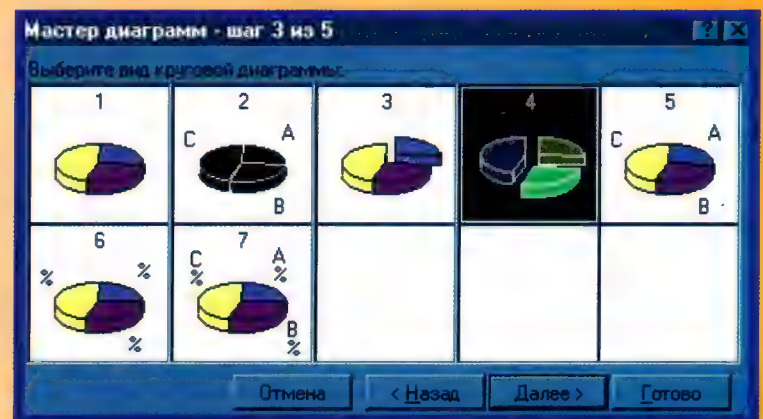 Мастер диаграмм - шаг 3 из 5 ? X
Выберите вид круговой диаграммы:
1 2 3 4 5
C A C A
B B
6 7
% % C % A %
% B %
Отмена < Назад Далее > Готово